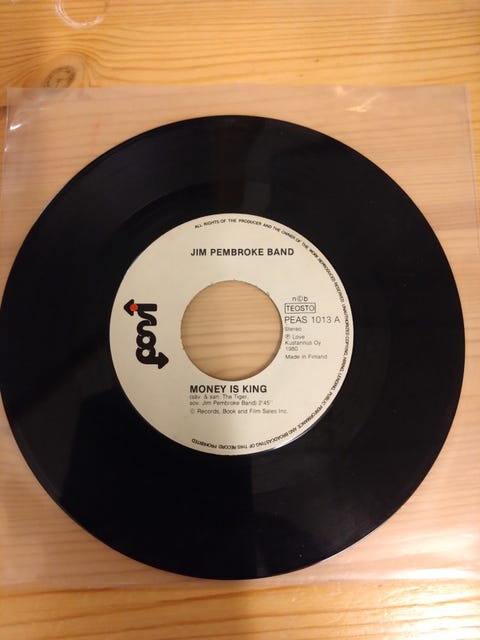 ALL RIGHTS OF THE PRODUCER AND THE OWNER OF THE WORK REPRODUCED RESERVED UNAUTHORIZED COPYING, HIRING, LENDING, PUBLIC PERFORMANCE AND BROADCASTING OF THIS RECORD PROHIBITED
JIM PEMBROKE BAND
n©b
TEOSTO
PEAS 1013 A
Stereo
℗ Love
Kustannus Oy
1980
Made in Finland
MONEY IS KING
(säv. & san. The Tiger,
sov. Jim Pembroke Band) 2'45"
© Records, Book and Film Sales Inc.